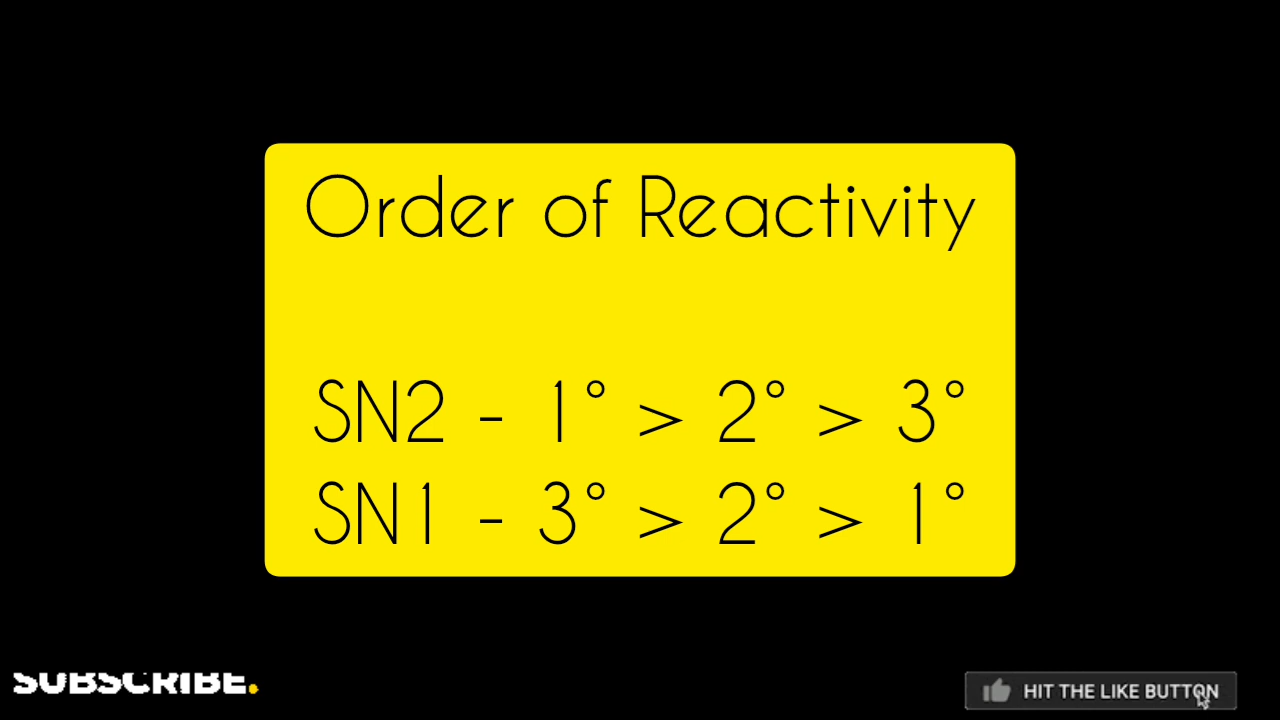 Order of Reactivity
SN2 - 1° > 2° > 3°
SN1 - 3° > 2° > 1°
SUBSCRIBE.
HIT THE LIKE BUTTON